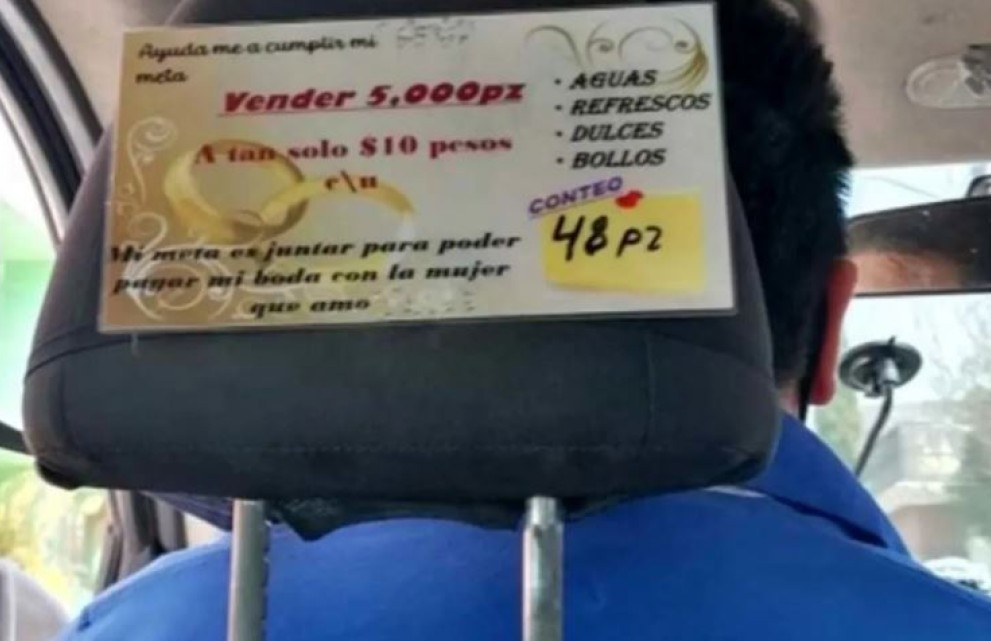 Ayuda me a cumplir mi
meta
Vender 5,000pz
A tan solo $10 pesos
c\u
Mi meta es juntar para poder
pagar mi boda con la mujer
que amo
• AGUAS
• REFRESCOS
• DULCES
• BOLLOS
CONTEO
48 pz